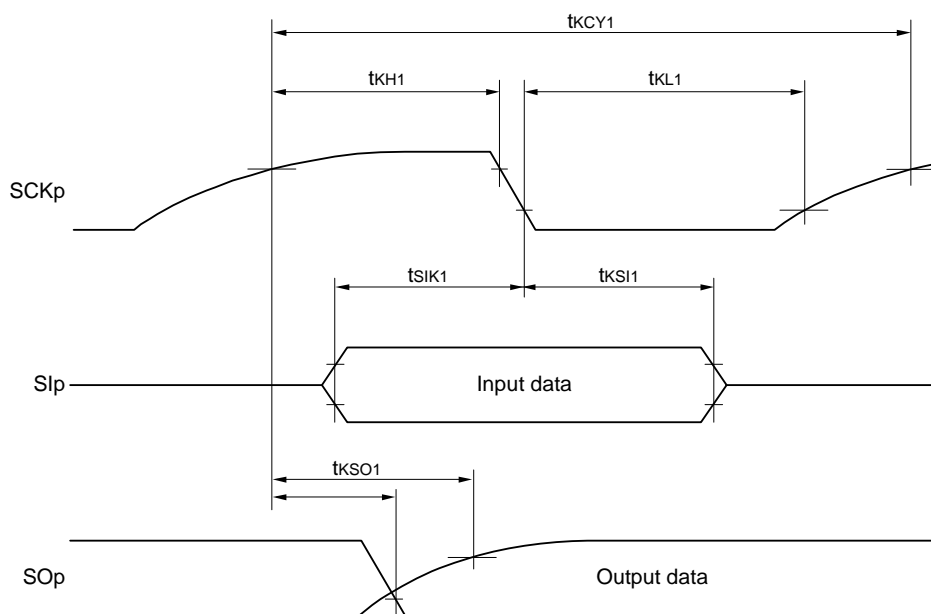 tKCY1
tKH1
tKL1
SCKp
tSIK1
tKSI1
SIp
Input data
tKSO1
SOp
Output data